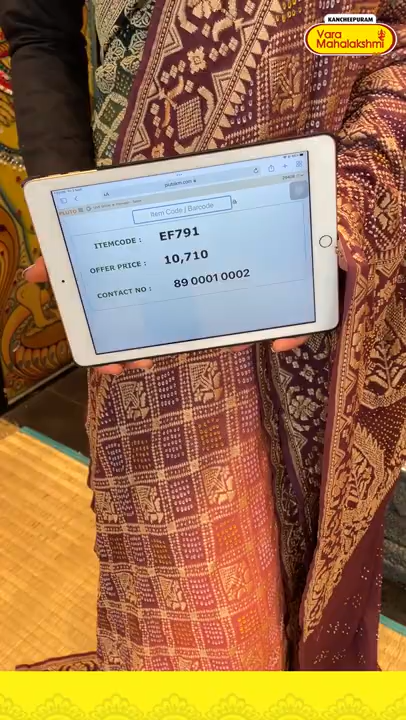 KANCHEEPURAM
Vara
Mahalakshmi
Item Code / Barcode
ITEMCODE : EF791
OFFER PRICE : 10,710
CONTACT NO : 89 0001 0002